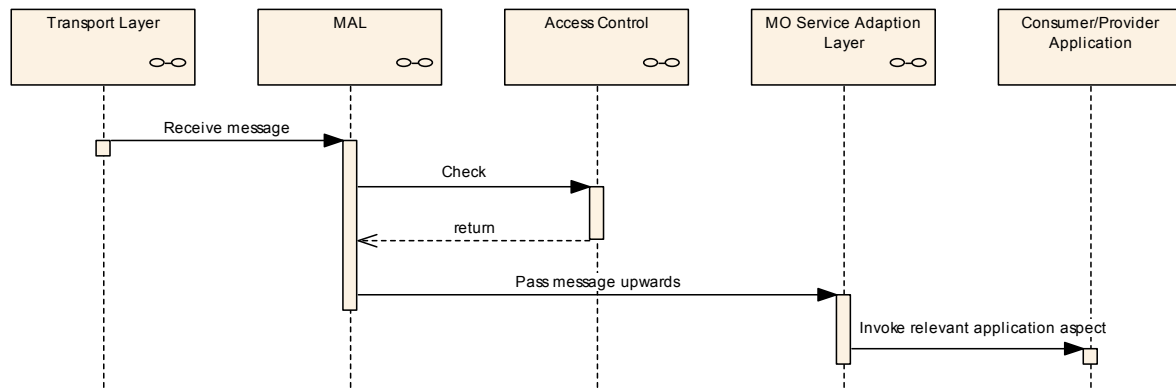 Transport Layer
MAL
Access Control
MO Service Adaption
Layer
Consumer/Provider
Application
Receive message
Check
return
Pass message upwards
Invoke relevant application aspect